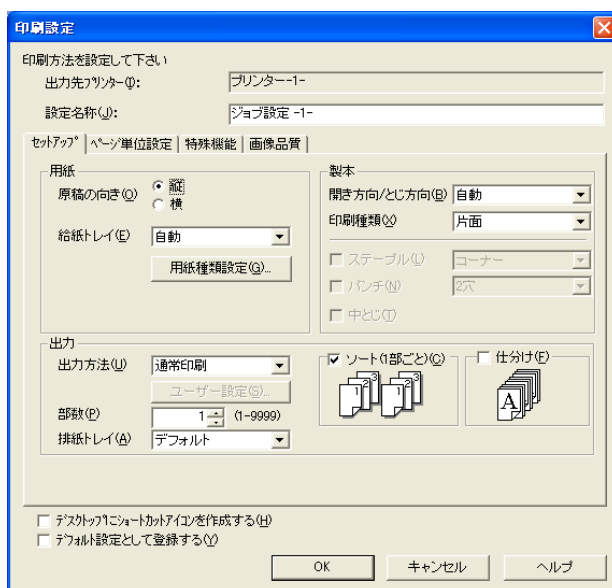 印刷設定
印刷方法を設定して下さい
出力先プリンター(I): プリンター-1-
設定名称(J): ジョブ設定 -1-
セットアップ ページ単位設定 特殊機能 画像品質
用紙
原稿の向き(O) 縦
横
給紙トレイ(E) 自動
用紙種類設定(G)...
製本
開き方向/とじ方向(B) 自動
印刷種類(X) 片面
ステープル(L) コーナー
パンチ(N) 2穴
中とじ(T)
出力
出力方法(U) 通常印刷
ユーザー設定(S)...
部数(P) 1 (1-9999)
排紙トレイ(A) デフォルト
ソート(1部ごと)(C)
1 2 3 1 2 3
仕分け(F)
A
デスクトップにショートカットアイコンを作成する(H)
デフォルト設定として登録する(Y)
OK キャンセル ヘルプ